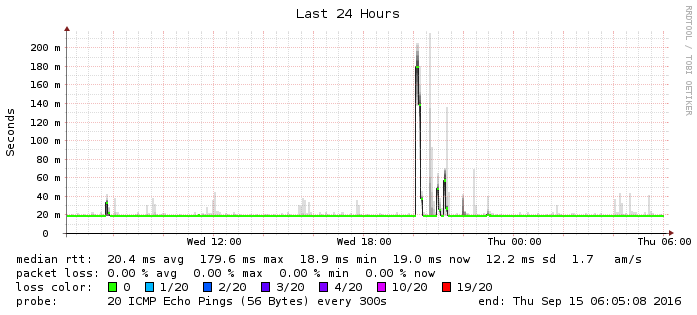 Last 24 Hours
RRDTOOL / TOBI OETIKER
Seconds
200 m
180 m
160 m
140 m
120 m
100 m
80 m
60 m
40 m
20 m
0
Wed 12:00 Wed 18:00 Thu 00:00 Thu 06:00
median rtt: 20.4 ms avg 179.6 ms max 18.9 ms min 19.0 ms now 12.2 ms sd 1.7 am/s
packet loss: 0.00 % avg 0.00 % max 0.00 % min 0.00 % now
loss color: 0 1/20 2/20 3/20 4/20 10/20 19/20
probe: 20 ICMP Echo Pings (56 Bytes) every 300s end: Thu Sep 15 06:05:08 2016